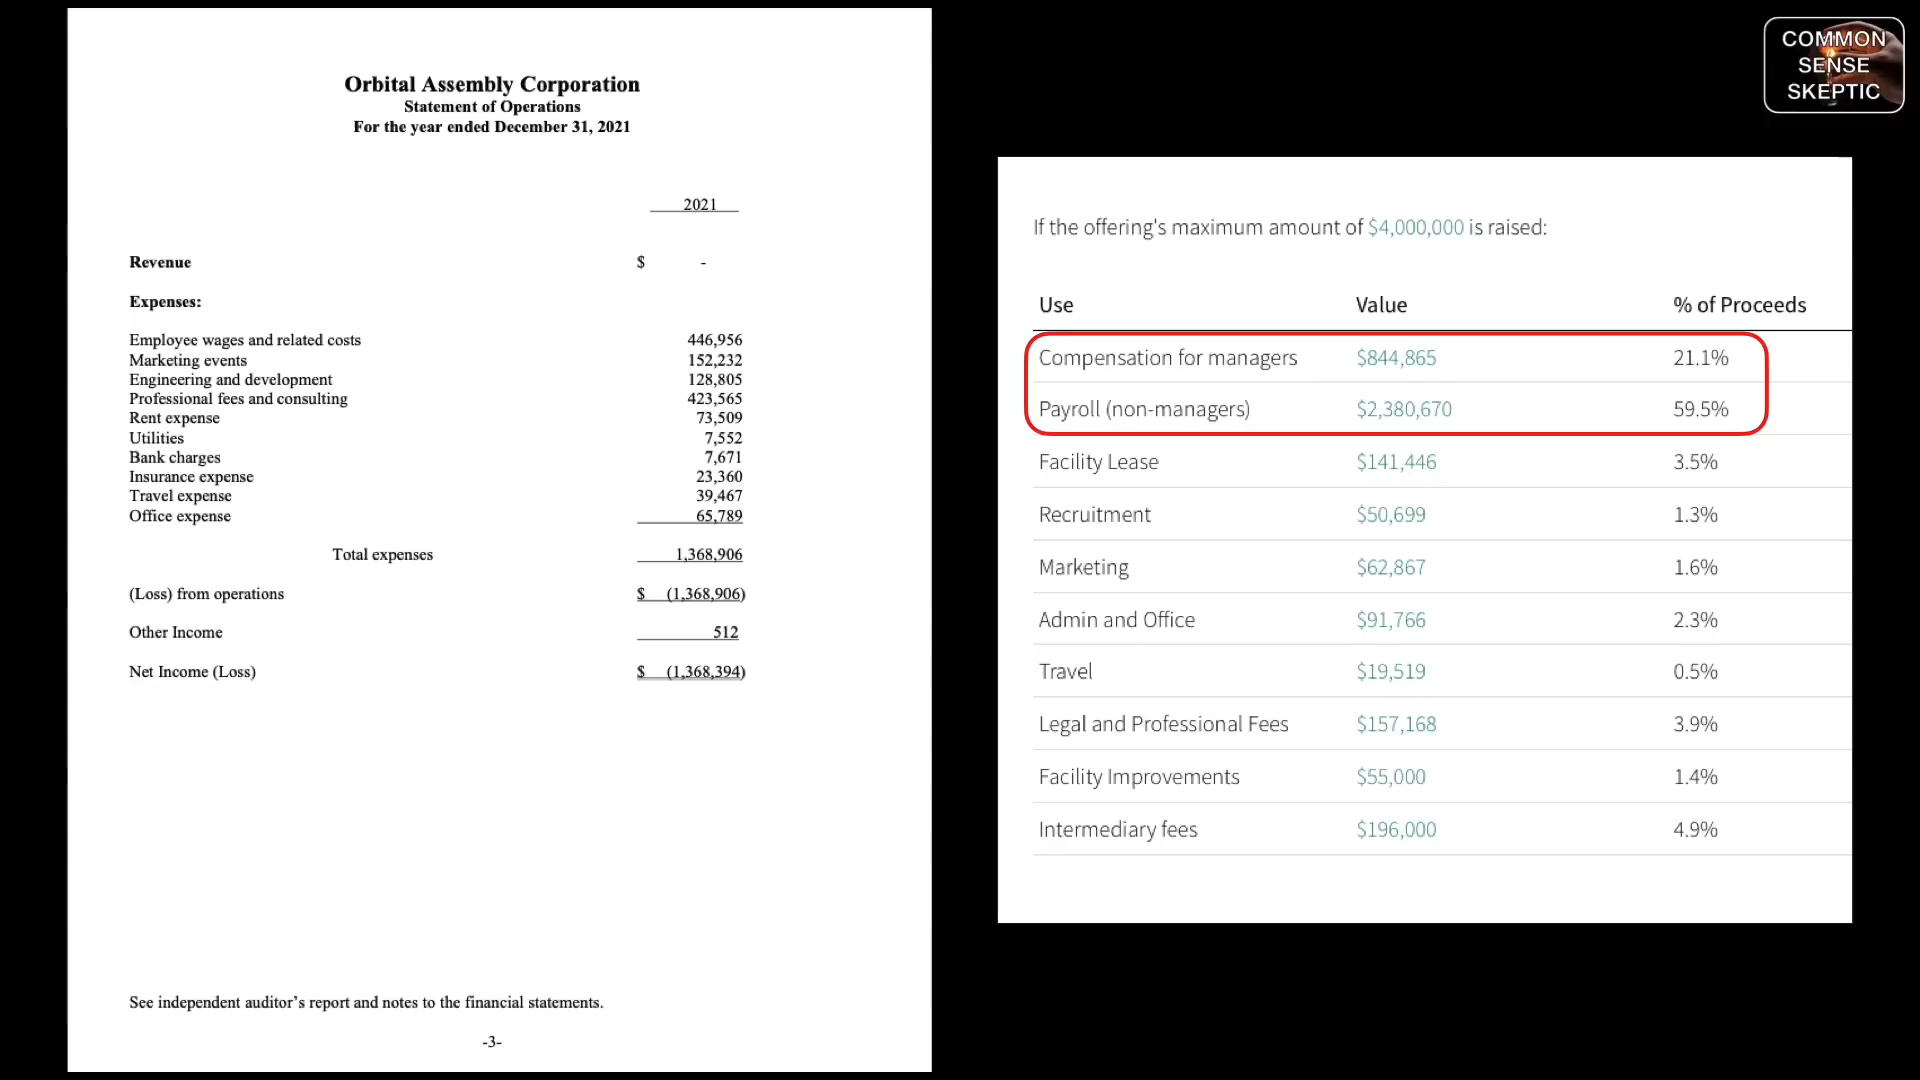 Orbital Assembly Corporation
Statement of Operations
For the year ended December 31, 2021
2021
Revenue $ -
Expenses:
Employee wages and related costs 446,956
Marketing events 152,232
Engineering and development 128,805
Professional fees and consulting 423,565
Rent expense 73,509
Utilities 7,552
Bank charges 7,671
Insurance expense 23,360
Travel expense 39,467
Office expense 65,789
Total expenses 1,368,906
(Loss) from operations $ (1,368,906)
Other Income 512
Net Income (Loss) $ (1,368,394)
See independent auditor’s report and notes to the financial statements.
-3-
COMMON
SENSE
SKEPTIC
If the offering's maximum amount of $4,000,000 is raised:
Use Value % of Proceeds
Compensation for managers $844,865 21.1%
Payroll (non-managers) $2,380,670 59.5%
Facility Lease $141,446 3.5%
Recruitment $50,699 1.3%
Marketing $62,867 1.6%
Admin and Office $91,766 2.3%
Travel $19,519 0.5%
Legal and Professional Fees $157,168 3.9%
Facility Improvements $55,000 1.4%
Intermediary fees $196,000 4.9%